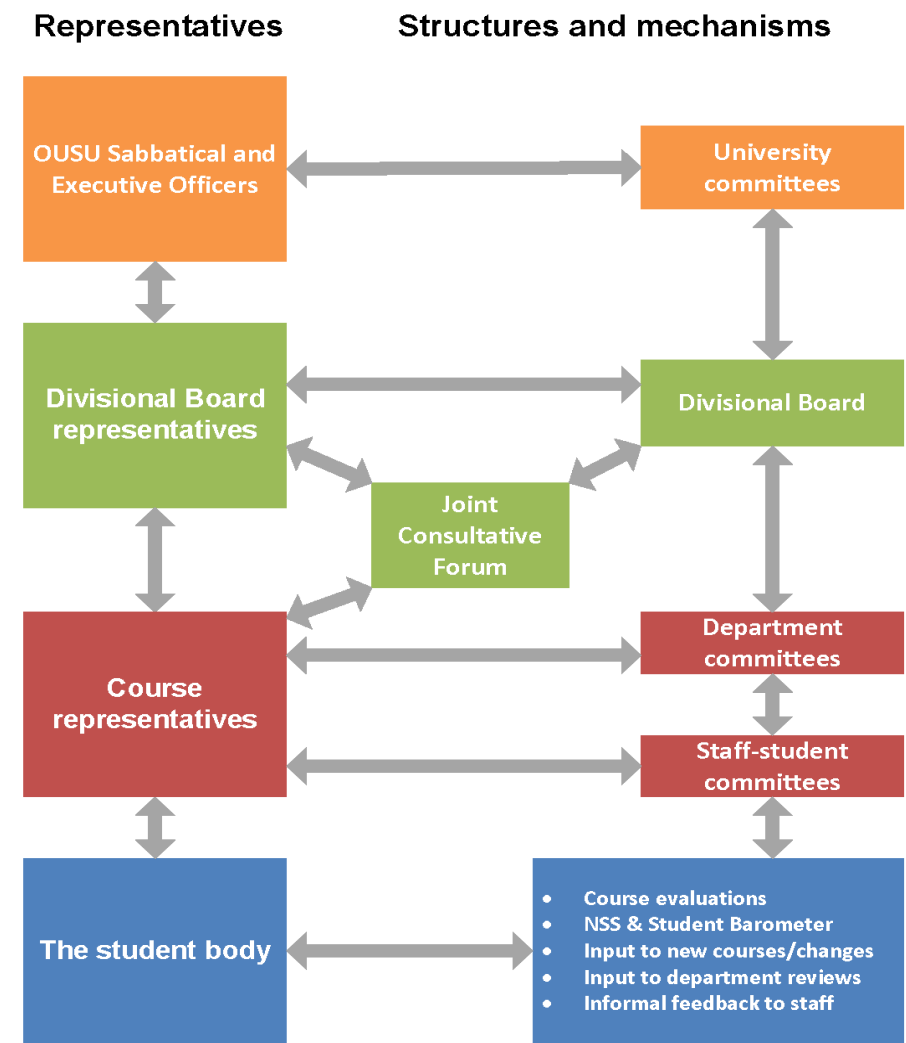 Representatives
Structures and mechanisms
OUSU Sabbatical and
Executive Officers
University
committees
Divisional Board
representatives
Divisional Board
Joint
Consultative
Forum
Course
representatives
Department
committees
Staff-student
committees
The student body
• Course evaluations
• NSS & Student Barometer
• Input to new courses/changes
• Input to department reviews
• Informal feedback to staff